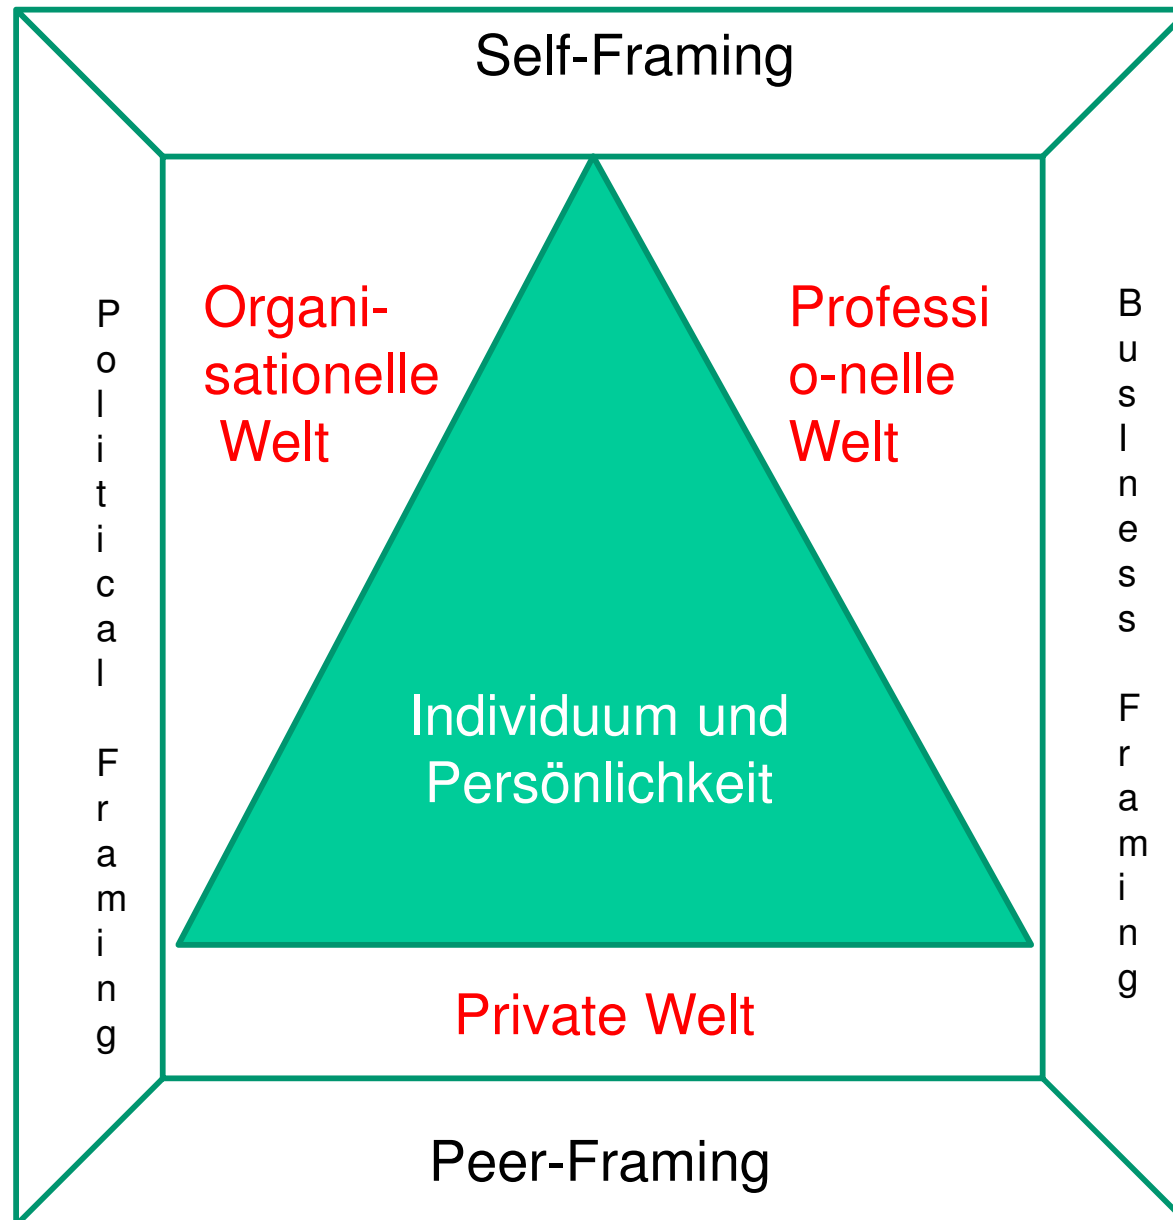 Self-Framing
Political Framing
Organi-
sationelle
Welt
Professi
o-nelle
Welt
BusIness Framing
Individuum und
Persönlichkeit
Private Welt
Peer-Framing